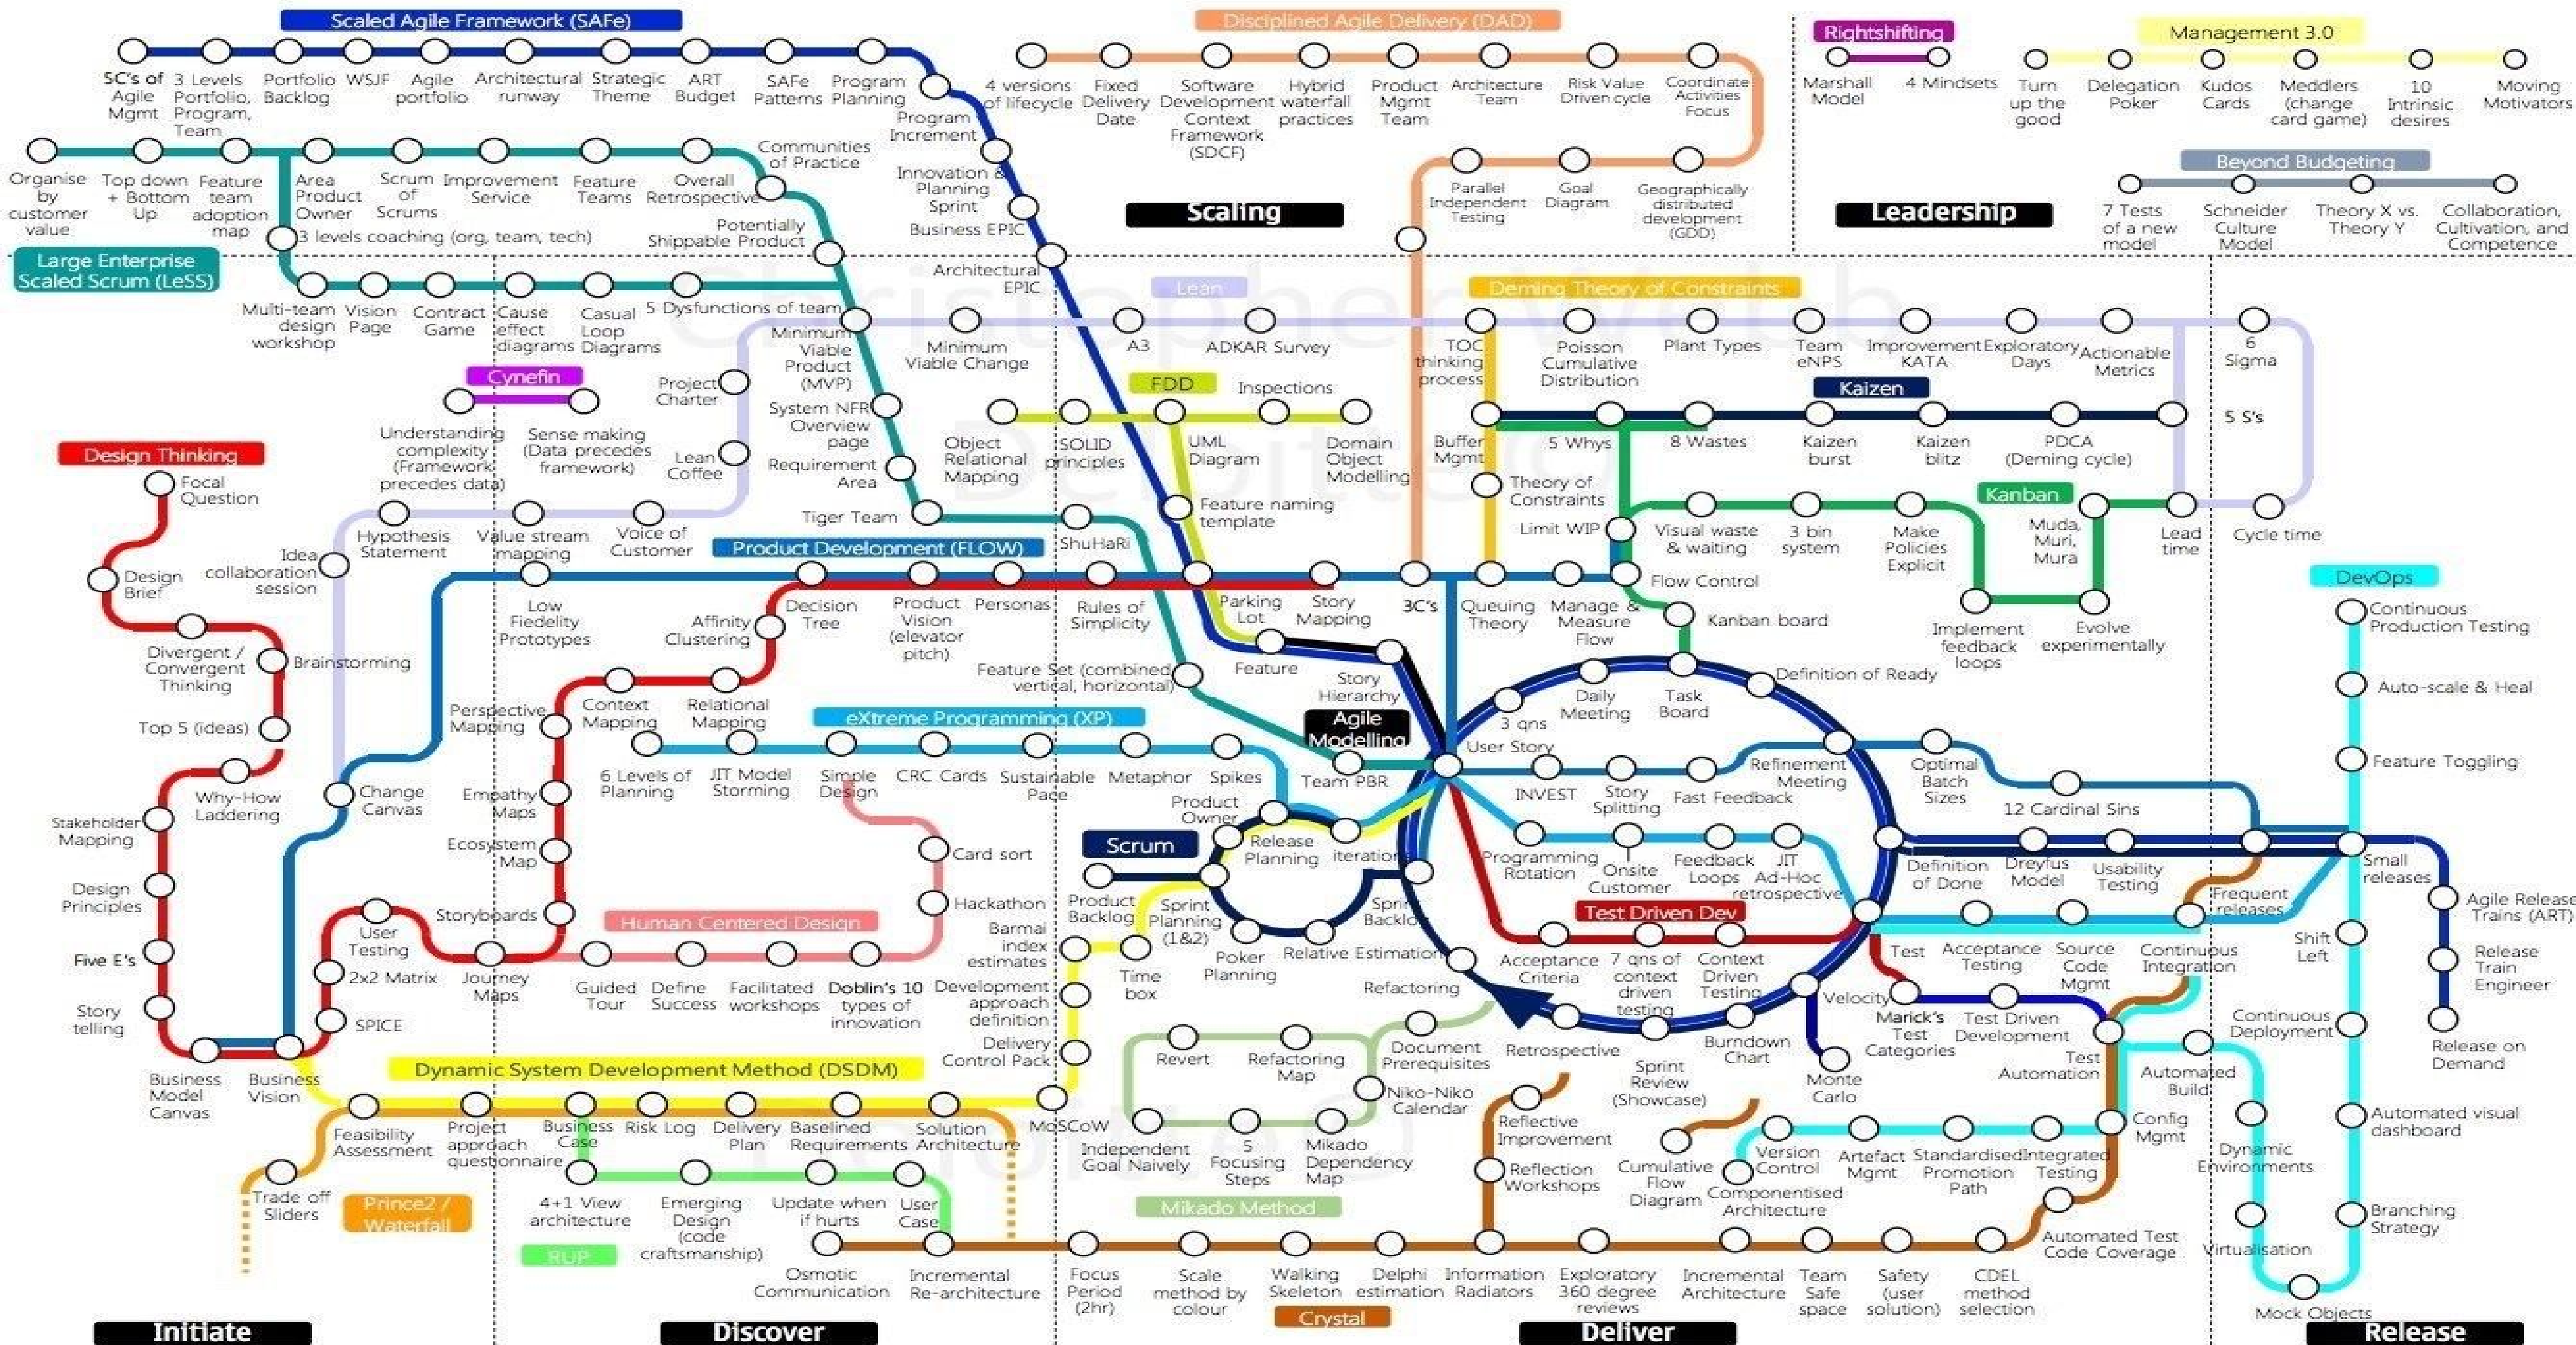 Scaled Agile Framework (SAFe)
5C's of
Agile
Mgmt
3 Levels
Portfolio,
Program,
Team
Portfolio
Backlog
WSJF
Agile
portfolio
Architectural
runway
Strategic
Theme
ART
Budget
SAFe
Patterns
Program
Planning
Program
Increment
Innovation &
Planning
Sprint
Business EPIC
Architectural
EPIC
Disciplined Agile Delivery (DAD)
4 versions
of lifecycle
Fixed
Delivery
Date
Software
Development
Context
Framework
(SDCF)
Hybrid
waterfall
practices
Product
Mgmt
Team
Architecture
Team
Risk Value
Driven cycle
Coordinate
Activities
Focus
Parallel
Independent
Testing
Goal
Diagram
Geographically
distributed
development
(GDD)
Scaling
Rightshifting
Marshall
Model
4 Mindsets
Management 3.0
Turn
up the
good
Delegation
Poker
Kudos
Cards
Meddlers
(change
card game)
10
Intrinsic
desires
Moving
Motivators
Beyond Budgeting
7 Tests
of a new
model
Schneider
Culture
Model
Theory X vs.
Theory Y
Collaboration,
Cultivation, and
Competence
Leadership
Organise
by
customer
value
Top down
+ Bottom
Up
Feature
team
adoption
map
Area
Product
Owner
Scrum
of
Scrums
Improvement
Service
Feature
Teams
Overall
Retrospective
Communities
of Practice
Potentially
Shippable Product
3 levels coaching (org, team, tech)
Large Enterprise
Scaled Scrum (LeSS)
Multi-team
design
workshop
Vision
Page
Contract
Game
Cause
effect
diagrams
Casual
Loop
Diagrams
5 Dysfunctions of team
Minimum
Viable
Product
(MVP)
System NFR
Overview
page
Requirement
Area
Tiger Team
ShuHaRi
Feature Set (combined,
vertical, horizontal)
Team PBR
Lean
Minimum
Viable Change
A3
ADKAR Survey
Deming Theory of Constraints
TOC
thinking
process
Poisson
Cumulative
Distribution
Plant Types
Team
eNPS
Improvement
KATA
Exploratory
Days
Actionable
Metrics
6
Sigma
5 S's
Cycle time
Lead
time
Project
Charter
Lean
Coffee
Voice of
Customer
Value stream
mapping
Hypothesis
Statement
Idea
collaboration
session
Change
Canvas
Cynefin
Understanding
complexity
(Framework
precedes data)
Sense making
(Data precedes
framework)
FDD
Inspections
Object
Relational
Mapping
SOLID
principles
UML
Diagram
Domain
Object
Modelling
Feature naming
template
Kaizen
Buffer
Mgmt
5 Whys
8 Wastes
Kaizen
burst
Kaizen
blitz
PDCA
(Deming cycle)
Theory of
Constraints
Limit WIP
Visual waste
& waiting
3 bin
system
Make
Policies
Explicit
Kanban
Muda,
Muri,
Mura
Implement
feedback
loops
Evolve
experimentally
Flow Control
Kanban board
Design Thinking
Focal
Question
Design
Brief
Divergent /
Convergent
Thinking
Brainstorming
Top 5 (ideas)
Why-How
Laddering
Stakeholder
Mapping
Design
Principles
Five E's
Story
telling
Business
Model
Canvas
Business
Vision
SPICE
2x2 Matrix
User
Testing
Journey
Maps
Storyboards
Ecosystem
Map
Empathy
Maps
Perspective
Mapping
Context
Mapping
Relational
Mapping
Affinity
Clustering
Product Development (FLOW)
Low
Fiedelity
Prototypes
Decision
Tree
Product
Vision
(elevator
pitch)
Personas
Rules of
Simplicity
Parking
Lot
Story
Mapping
3C's
Queuing
Theory
Manage &
Measure
Flow
Feature
Story
Hierarchy
Agile
Modelling
User Story
eXtreme Programming (XP)
6 Levels of
Planning
JIT Model
Storming
Simple
Design
CRC Cards
Sustainable
Pace
Metaphor
Spikes
Product
Owner
Release
Planning
iteration
Scrum
Product
Backlog
Sprint
Planning
(1&2)
Poker
Planning
Relative Estimation
Sprint
Backlog
Refactoring
3 qns
Daily
Meeting
Task
Board
Definition of Ready
Refinement
Meeting
INVEST
Story
Splitting
Fast Feedback
Optimal
Batch
Sizes
12 Cardinal Sins
Programming
Rotation
Onsite
Customer
Feedback
Loops
JIT
Ad-Hoc
retrospective
Definition
of Done
Dreyfus
Model
Usability
Testing
Frequent
releases
Small
releases
Test Driven Dev
Acceptance
Criteria
7 qns of
context
driven
testing
Context
Driven
Testing
Test
Acceptance
Testing
Source
Code
Mgmt
Continuous
Integration
Velocity
Marick's
Test
Categories
Test Driven
Development
Test
Automation
Retrospective
Sprint
Review
(Showcase)
Burndown
Chart
Monte
Carlo
DevOps
Continuous
Production Testing
Auto-scale & Heal
Feature Toggling
Shift
Left
Continuous
Deployment
Automated visual
dashboard
Branching
Strategy
Mock Objects
Virtualisation
Dynamic
Environments
Automated
Build
Config
Mgmt
Agile Release
Trains (ART)
Release
Train
Engineer
Release on
Demand
Human Centered Design
Card sort
Hackathon
Guided
Tour
Define
Success
Facilitated
workshops
Doblin's 10
types of
innovation
Barmai
index
estimates
Time
box
Development
approach
definition
Delivery
Control Pack
Dynamic System Development Method (DSDM)
Feasibility
Assessment
Project
approach
questionnaire
Business
Case
Risk Log
Delivery
Plan
Baselined
Requirements
Solution
Architecture
MoSCoW
Trade off
Sliders
Prince2 /
Waterfall
4+1 View
architecture
Emerging
Design
(code
craftsmanship)
Update when
if hurts
User
Case
RUP
Revert
Refactoring
Map
Document
Prerequisites
Niko-Niko
Calendar
Independent
Goal Naively
5
Focusing
Steps
Mikado
Dependency
Map
Mikado Method
Reflective
Improvement
Reflection
Workshops
Cumulative
Flow
Diagram
Version
Control
Componentised
Architecture
Artefact
Mgmt
Standardised
Promotion
Path
Integrated
Testing
Automated Test
Code Coverage
Osmotic
Communication
Incremental
Re-architecture
Focus
Period
(2hr)
Scale
method by
colour
Walking
Skeleton
Delphi
estimation
Information
Radiators
Exploratory
360 degree
reviews
Incremental
Architecture
Team
Safe
space
Safety
(user
solution)
CDEL
method
selection
Crystal
Initiate
Discover
Deliver
Release
Christopher Webb
Deloitte